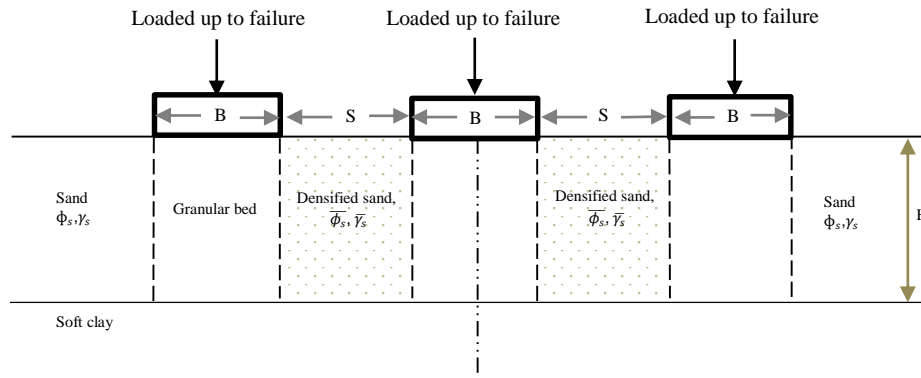 Loaded up to failure
Loaded up to failure
Loaded up to failure
B
S
B
S
B
Sand
ϕs,γs
Granular bed
Densified sand,
ϕ̅s̅, γ̅s̅
Densified sand,
ϕ̅s̅, γ̅s̅
Sand
ϕs,γs
Soft clay